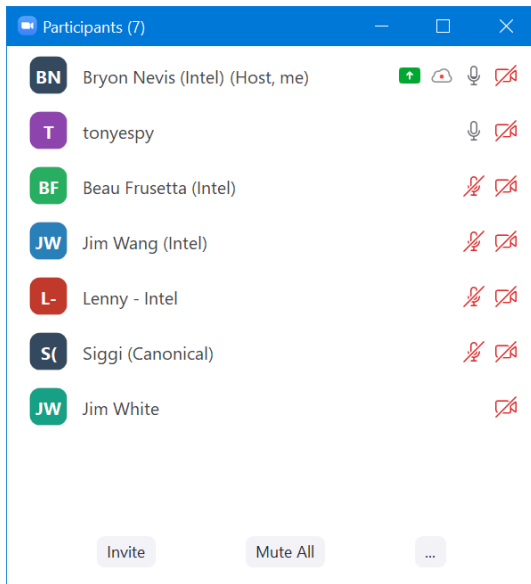 Participants (7)
BN Bryon Nevis (Intel) (Host, me)
T tonyespy
BF Beau Frusetta (Intel)
JW Jim Wang (Intel)
L- Lenny - Intel
S( Siggi (Canonical)
JW Jim White
Invite Mute All ...